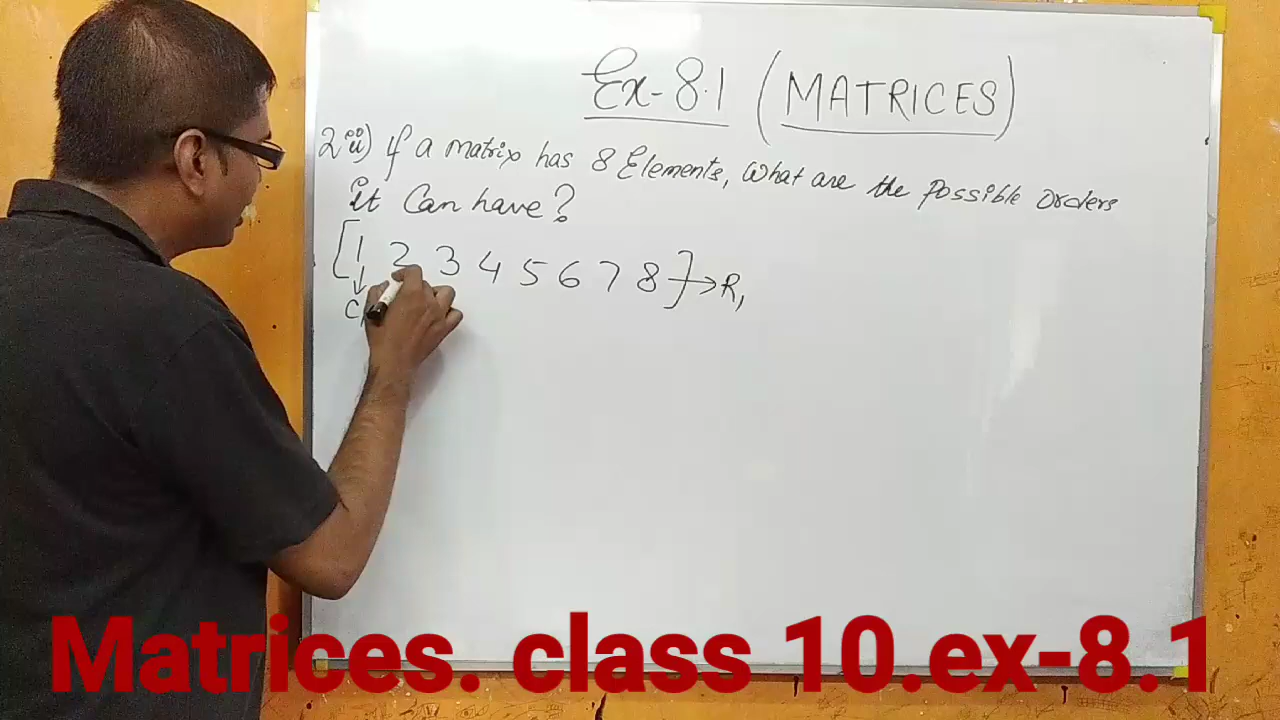 Ex-8.1 (MATRICES)
2 ii) If a matrix has 8 Elements, What are the Possible Orders
it Can have?
[1 2 3 4 5 6 7 8] → R1
↓
C1
Matrices. class 10.ex-8.1